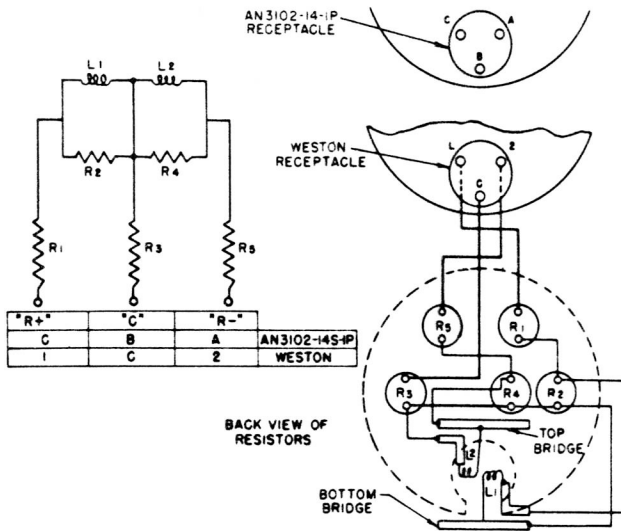 AN3102-14-1P
RECEPTACLE
C
A
B
L1
L2
R2
R4
R1
R3
R5
"R+" "C" "R-"
C B A AN3102-14S-1P
1 C 2 WESTON
WESTON
RECEPTACLE
L
2
C
R5
R1
R3
R4
R2
BACK VIEW OF
RESISTORS
TOP
BRIDGE
L2
L1
BOTTOM
BRIDGE